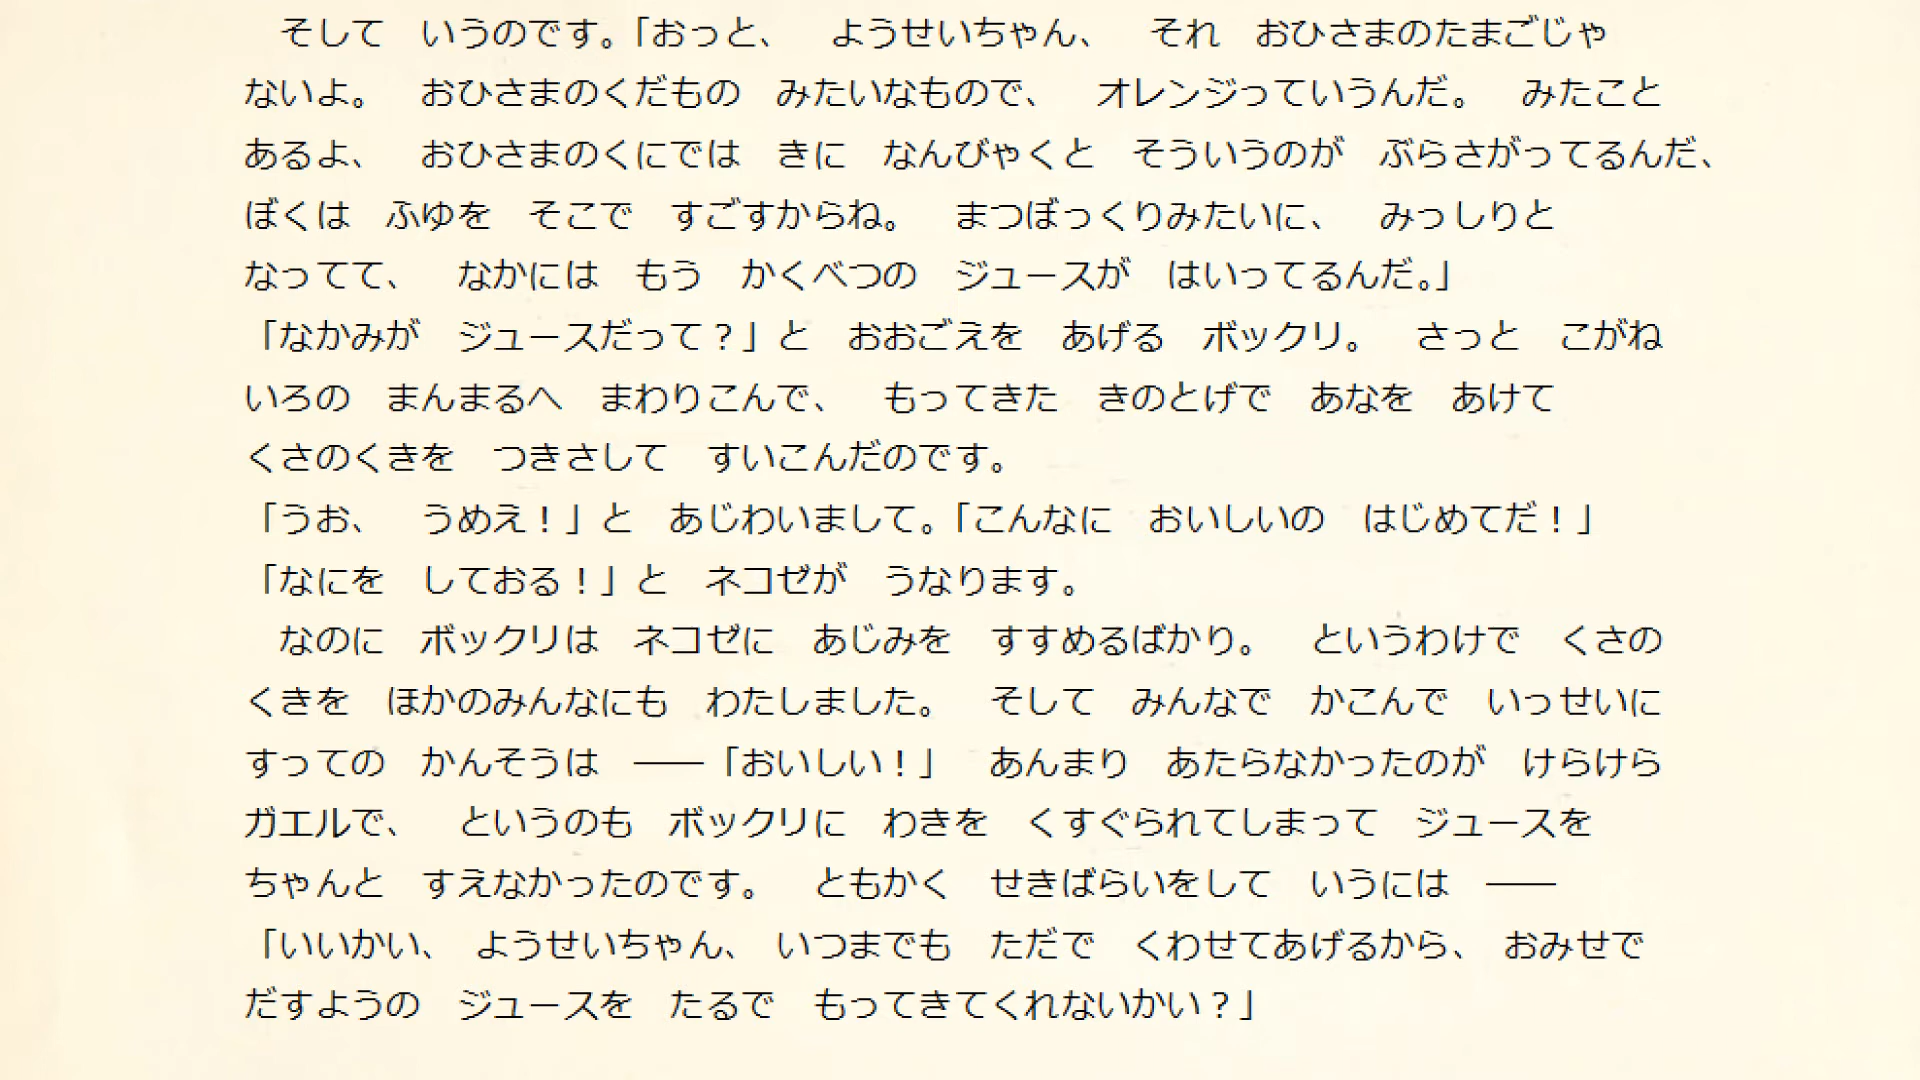 そして　いうのです。「おっと、　ようせいちゃん、　それ　おひさまのたまごじゃ
ないよ。　おひさまのくだもの　みたいなもので、　オレンジっていうんだ。　みたこと
あるよ、　おひさまのくにでは　きに　なんびゃくと　そういうのが　ぶらさがってるんだ、
ぼくは　ふゆを　そこで　すごすからね。　まつぼっくりみたいに、　みっしりと
なってて、　なかには　もう　かくべつの　ジュースが　はいってるんだ。」
「なかみが　ジュースだって？」と　おおごえを　あげる　ボックリ。　さっと　こがね
いろの　まんまるへ　まわりこんで、　もってきた　きのとげで　あなを　あけて
くさのくきを　つきさして　すいこんだのです。
「うお、　うめえ！」と　あじわいまして。「こんなに　おいしいの　はじめてだ！」
「なにを　しておる！」と　ネコゼが　うなります。
　なのに　ボックリは　ネコゼに　あじみを　すすめるばかり。　というわけで　くさの
くきを　ほかのみんなにも　わたしました。　そして　みんなで　かこんで　いっせいに
すっての　かんそうは　――「おいしい！」　あんまり　あたらなかったのが　けらけら
ガエルで、　というのも　ボックリに　わきを　くすぐられてしまって　ジュースを
ちゃんと　すえなかったのです。　ともかく　せきばらいをして　いうには　――
「いいかい、　ようせいちゃん、　いつまでも　ただで　くわせてあげるから、　おみせで
だすようの　ジュースを　たるで　もってきてくれないかい？」